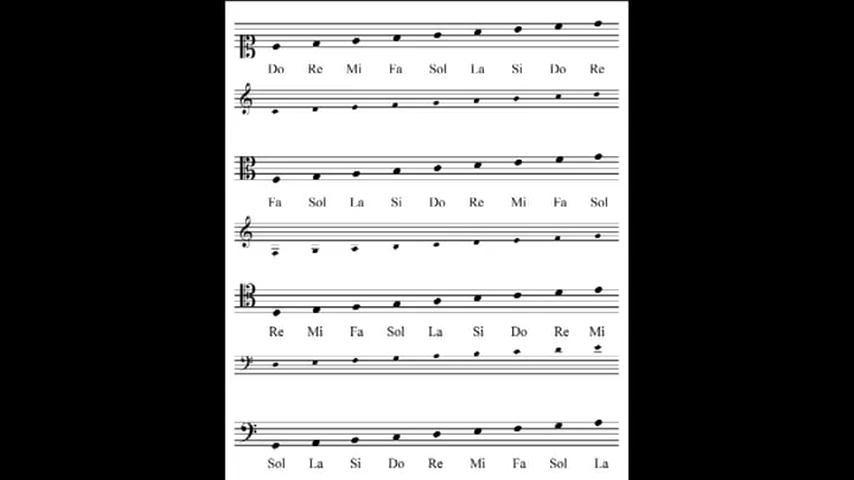 Do Re Mi Fa Sol La Si Do Re
Fa Sol La Si Do Re Mi Fa Sol
Re Mi Fa Sol La Si Do Re Mi
Sol La Si Do Re Mi Fa Sol La